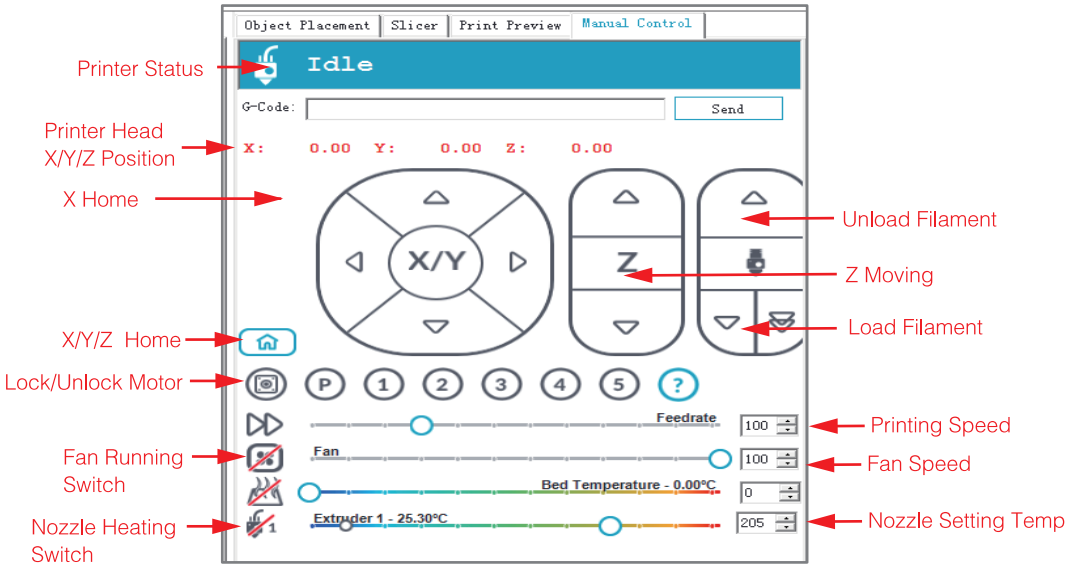 Object Placement Slicer Print Preview Manual Control
Printer Status
Idle
G-Code: Send
Printer Head
X/Y/Z Position
X: 0.00 Y: 0.00 Z: 0.00
X Home
Unload Filament
X/Y Z
Z Moving
Load Filament
X/Y/Z Home
Lock/Unlock Motor
P 1 2 3 4 5 ?
Feedrate 100
Printing Speed
Fan Running
Switch
Fan 100
Fan Speed
Bed Temperature - 0.00°C 0
Nozzle Heating
Switch
1 Extruder 1 - 25.30°C 205
Nozzle Setting Temp